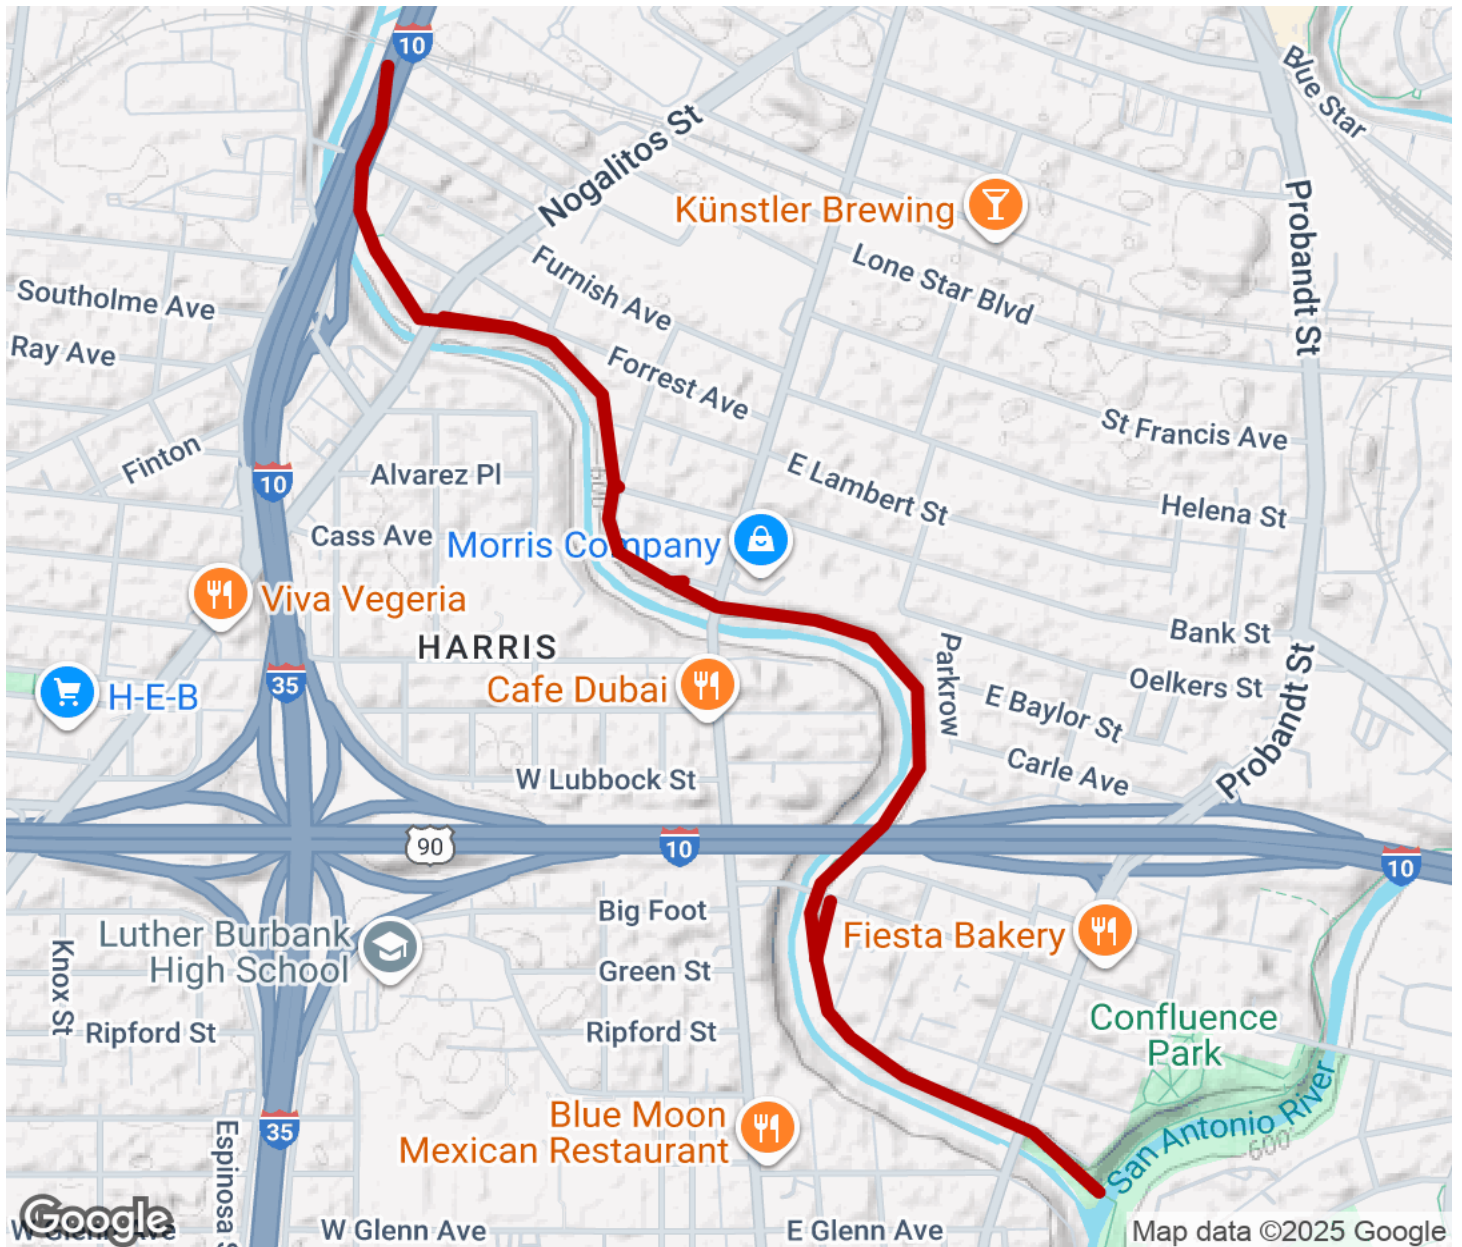 10
Blue Star
Nogalitos St
Künstler Brewing
Probandt St
Furnish Ave
Lone Star Blvd
Southolme Ave
Ray Ave
Forrest Ave
St Francis Ave
Finton
Alvarez Pl
10
E Lambert St
Helena St
Cass Ave
Morris Company
Viva Vegeria
HARRIS
Bank St
Parkrow
Oelkers St
35
H-E-B
Cafe Dubai
E Baylor St
Probandt St
W Lubbock St
Carle Ave
90
10
10
Big Foot
Luther Burbank
High School
Fiesta Bakery
Knox St
Green St
Confluence
Park
Ripford St
Ripford St
San Antonio River
600'
Blue Moon
Mexican Restaurant
35
Espinosa S
Google
W Glenn Ave
W Glenn Ave
E Glenn Ave
Map data ©2025 Google